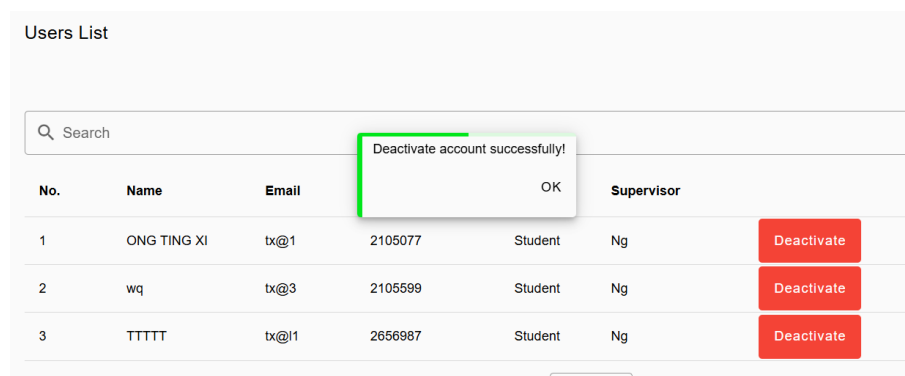 Users List
Search
Deactivate account successfully!
OK
No. Name Email Supervisor
1 ONG TING XI tx@1 2105077 Student Ng Deactivate
2 wq tx@3 2105599 Student Ng Deactivate
3 TTTTT tx@l1 2656987 Student Ng Deactivate